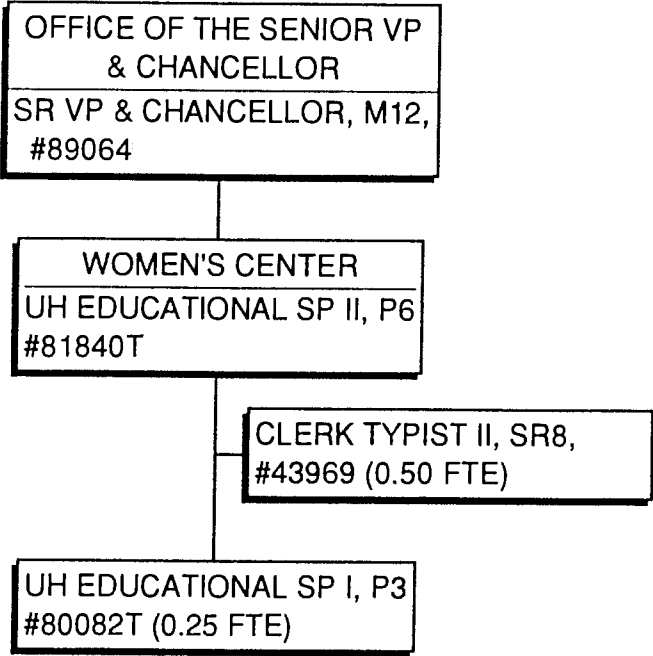 OFFICE OF THE SENIOR VP
& CHANCELLOR
SR VP & CHANCELLOR, M12,
#89064
WOMEN'S CENTER
UH EDUCATIONAL SP II, P6
#81840T
CLERK TYPIST II, SR8,
#43969 (0.50 FTE)
UH EDUCATIONAL SP I, P3
#80082T (0.25 FTE)